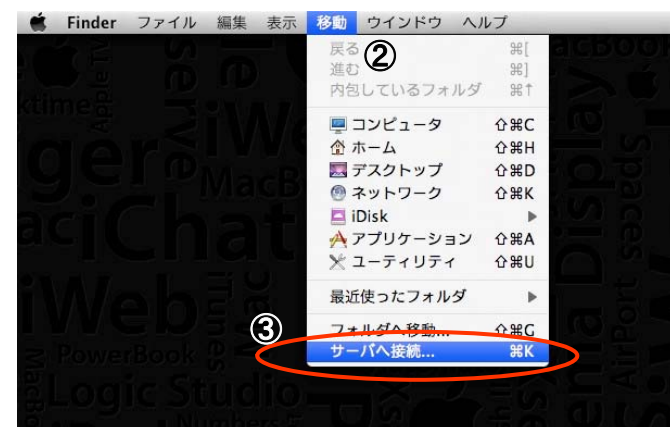 Finder ファイル 編集 表示 移動 ウインドウ ヘルプ
②
戻る ⌘[
進む ⌘]
内包しているフォルダ ⌘↑
コンピュータ ⇧⌘C
ホーム ⇧⌘H
デスクトップ ⇧⌘D
ネットワーク ⇧⌘K
iDisk ▶
アプリケーション ⇧⌘A
ユーティリティ ⇧⌘U
最近使ったフォルダ ▶
③
フォルダへ移動... ⇧⌘G
サーバへ接続... ⌘K
Apple TV
Serve
iChat
MacB
iWeb
iTunes
Mac
PowerBook
Logic Studio
Numbers
Spaces
Display
AirPort